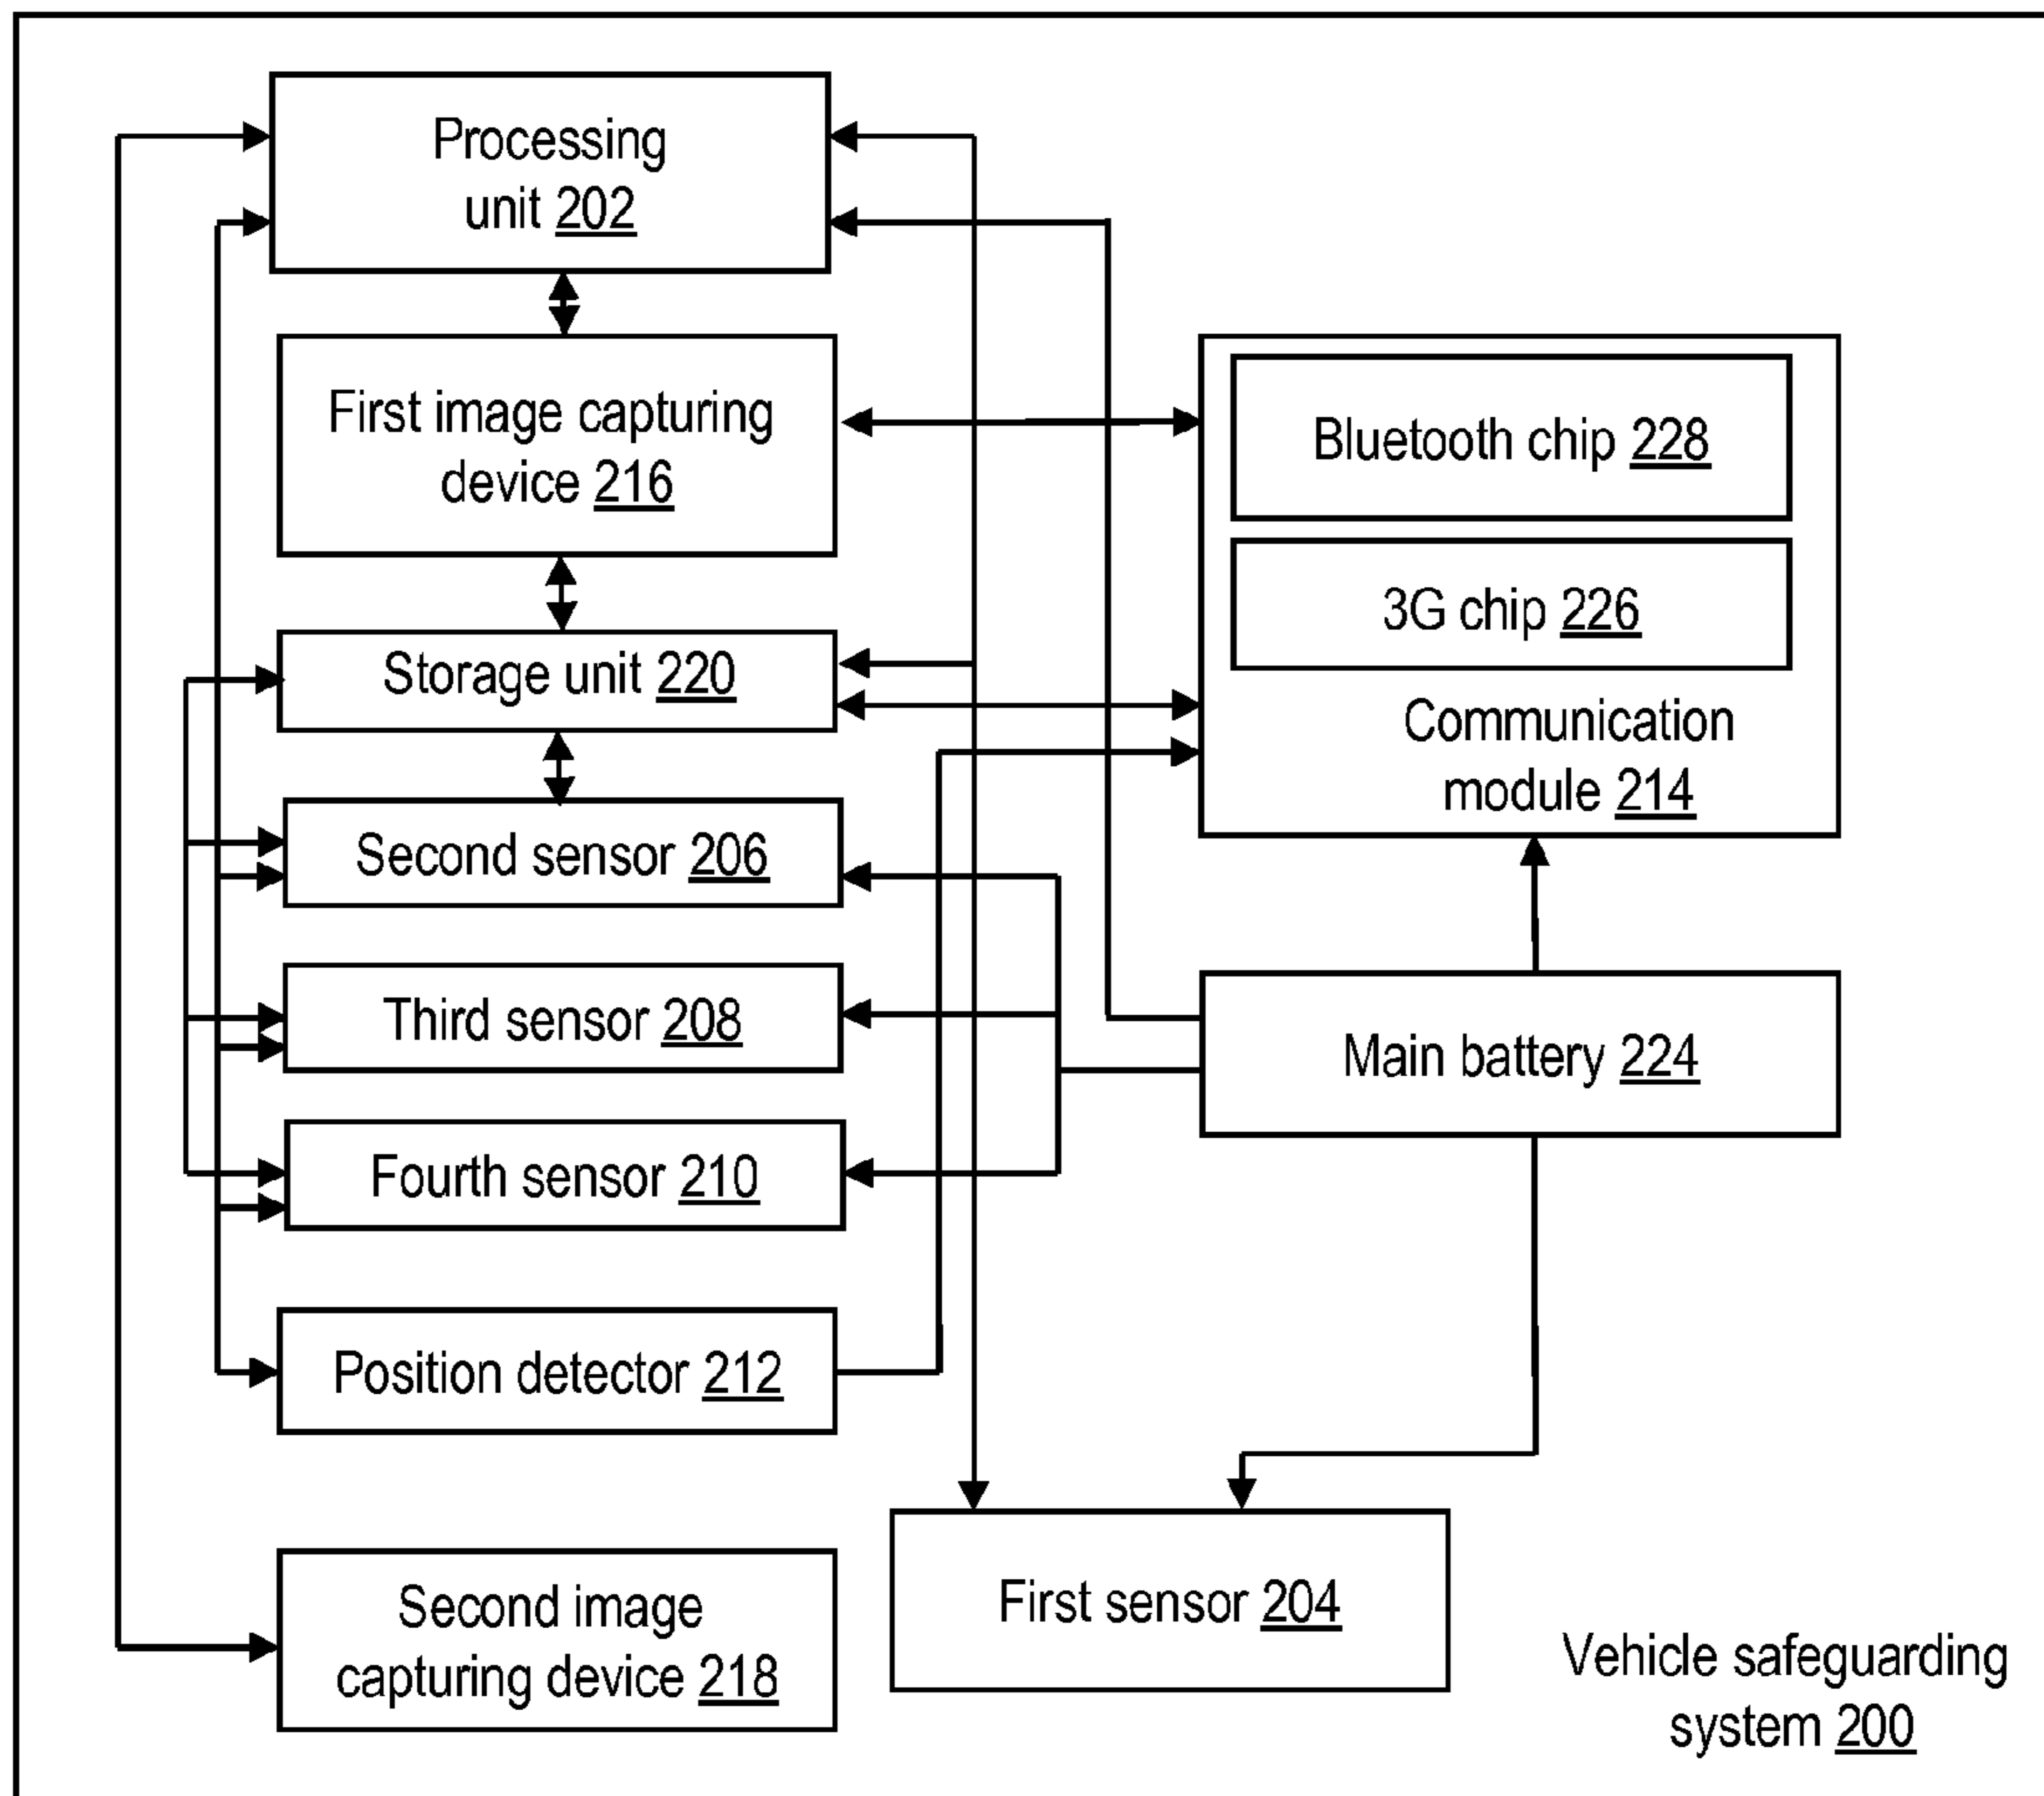 Processing
unit 202
First image capturing
device 216
Bluetooth chip 228
3G chip 226
Communication
module 214
Storage unit 220
Second sensor 206
Third sensor 208
Main battery 224
Fourth sensor 210
Position detector 212
Second image
capturing device 218
First sensor 204
Vehicle safeguarding
system 200